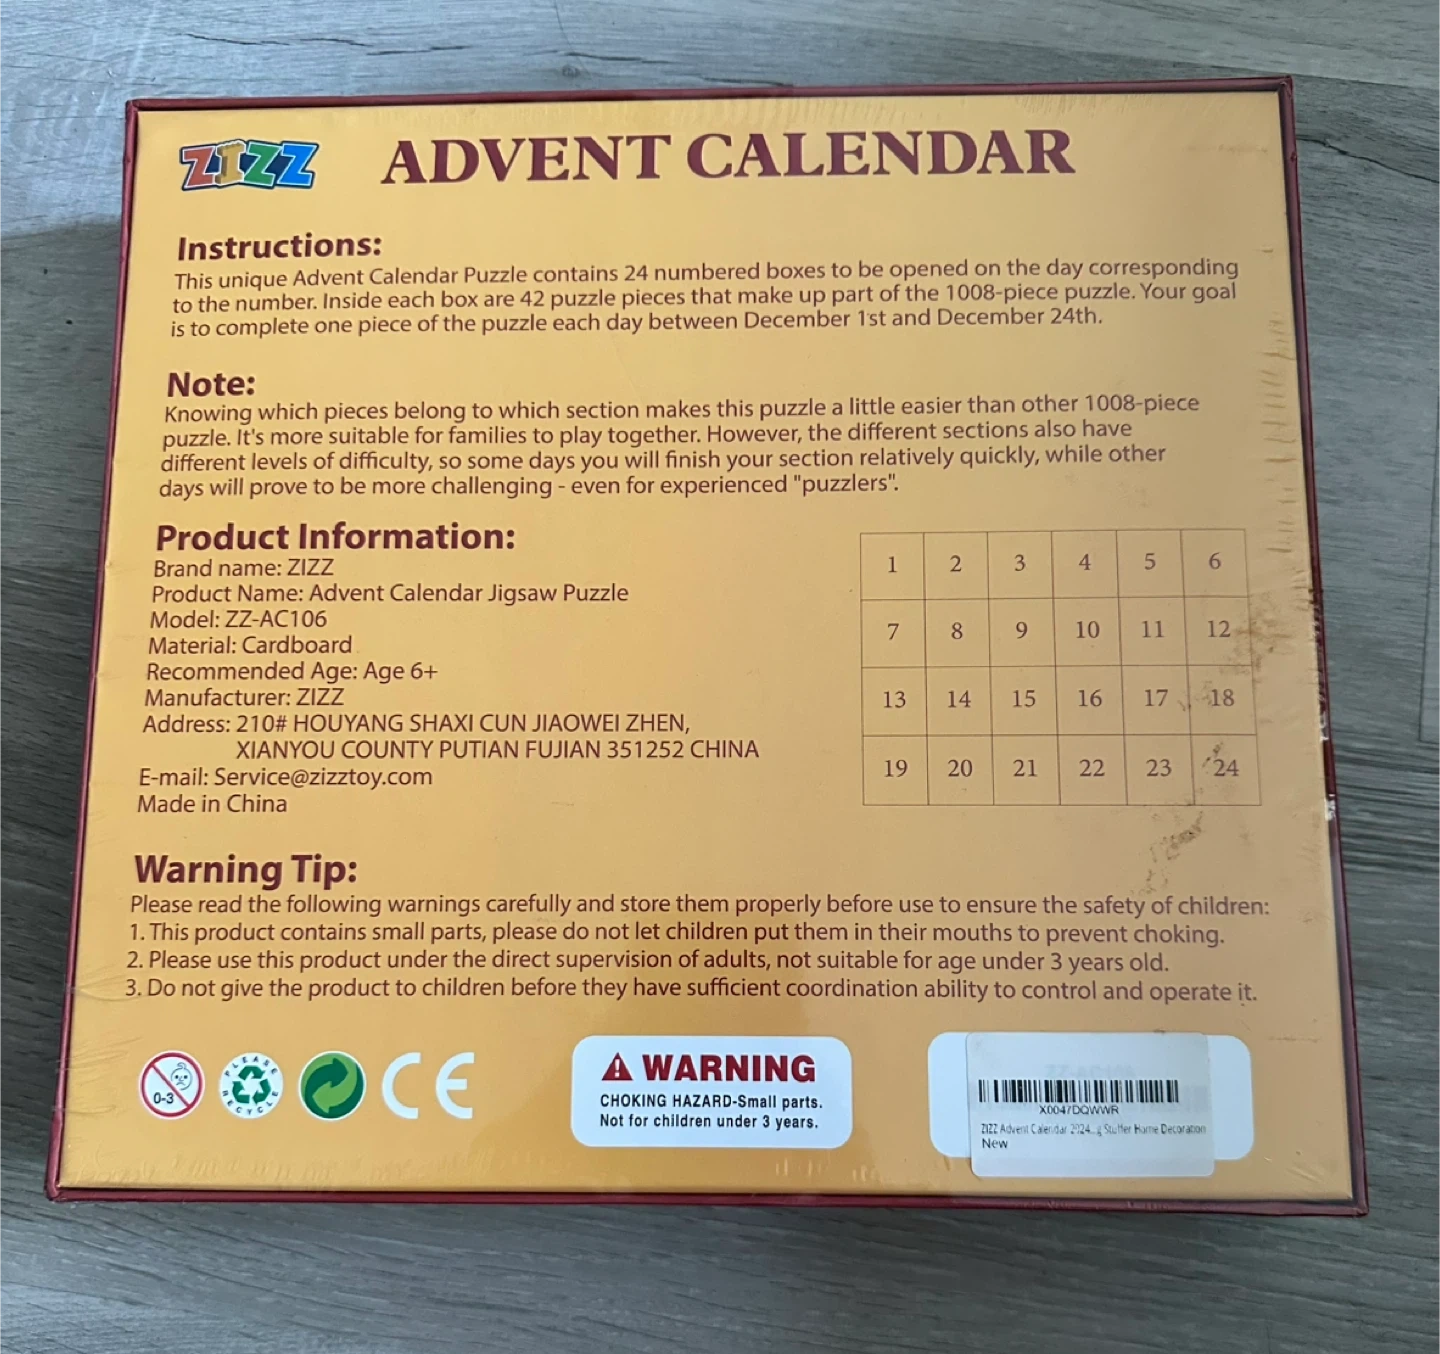 ZIZZ ADVENT CALENDAR
Instructions:
This unique Advent Calendar Puzzle contains 24 numbered boxes to be opened on the day corresponding
to the number. Inside each box are 42 puzzle pieces that make up part of the 1008-piece puzzle. Your goal
is to complete one piece of the puzzle each day between December 1st and December 24th.
Note:
Knowing which pieces belong to which section makes this puzzle a little easier than other 1008-piece
puzzle. It's more suitable for families to play together. However, the different sections also have
different levels of difficulty, so some days you will finish your section relatively quickly, while other
days will prove to be more challenging - even for experienced "puzzlers".
Product Information:
Brand name: ZIZZ
Product Name: Advent Calendar Jigsaw Puzzle
Model: ZZ-AC106
Material: Cardboard
Recommended Age: Age 6+
Manufacturer: ZIZZ
Address: 210# HOUYANG SHAXI CUN JIAOWEI ZHEN,
XIANYOU COUNTY PUTIAN FUJIAN 351252 CHINA
E-mail: Service@zizztoy.com
Made in China
1 2 3 4 5 6
7 8 9 10 11 12
13 14 15 16 17 18
19 20 21 22 23 24
Warning Tip:
Please read the following warnings carefully and store them properly before use to ensure the safety of children:
1. This product contains small parts, please do not let children put them in their mouths to prevent choking.
2. Please use this product under the direct supervision of adults, not suitable for age under 3 years old.
3. Do not give the product to children before they have sufficient coordination ability to control and operate it.
0-3
PLEASE
RECYCLE
CE
WARNING
CHOKING HAZARD-Small parts.
Not for children under 3 years.
X0047DQWWR
ZIZZ Advent Calendar 2024...g Stuffer Home Decoration
New